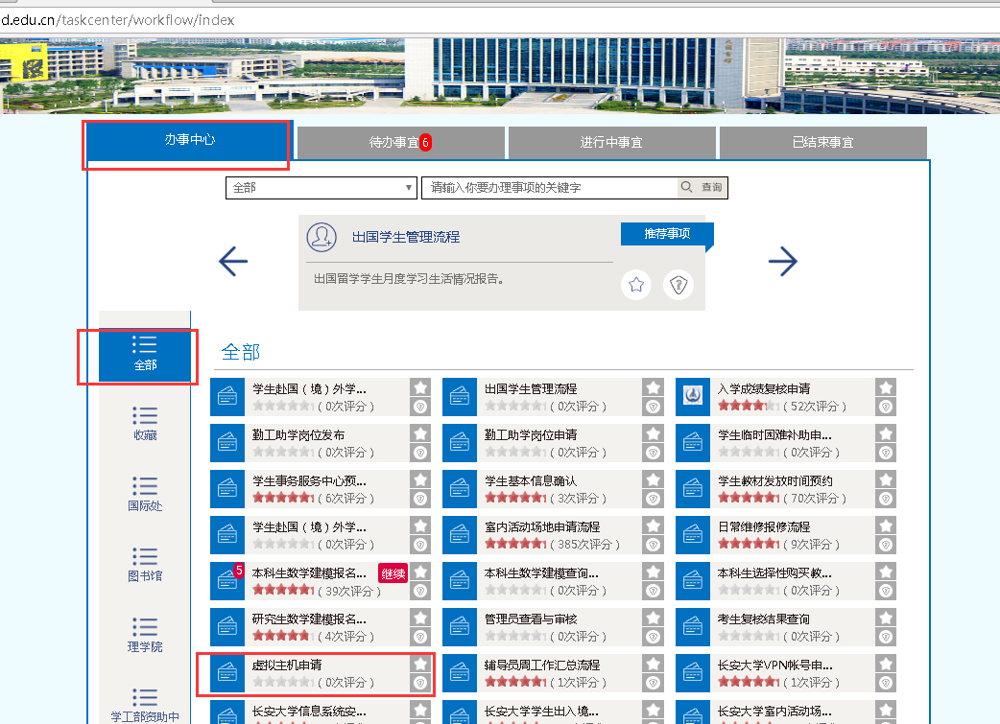 d.edu.cn/taskcenter/workflow/index
办事中心
待办事宜 6
进行中事宜
已结束事宜
全部
请输入你要办理事项的关键字
查询
出国学生管理流程
推荐事项
出国留学学生月度学习生活情况报告。
全部
收藏
国际处
图书馆
理学院
学工部资助中
全部
学生赴国（境）外学...
（0次评分）
出国学生管理流程
（0次评分）
入学成绩复核申请
（52次评分）
勤工助学岗位发布
（0次评分）
勤工助学岗位申请
（0次评分）
学生临时困难补助申...
（0次评分）
学生事务服务中心预...
（6次评分）
学生基本信息确认
（3次评分）
学生教材发放时间预约
（70次评分）
学生赴国（境）外学...
（0次评分）
室内活动场地申请流程
（385次评分）
日常维修报修流程
（9次评分）
5
本科生数学建模报名...
继续
（39次评分）
本科生数学建模查询...
（0次评分）
本科生选择性购买教...
（0次评分）
研究生数学建模报名...
（4次评分）
管理员查看与审核
（0次评分）
考生复核结果查询
（0次评分）
虚拟主机申请
（0次评分）
辅导员周工作汇总流程
（1次评分）
长安大学VPN帐号申...
（1次评分）
长安大学信息系统安...
长安大学学生出入境...
长安大学室内活动场...